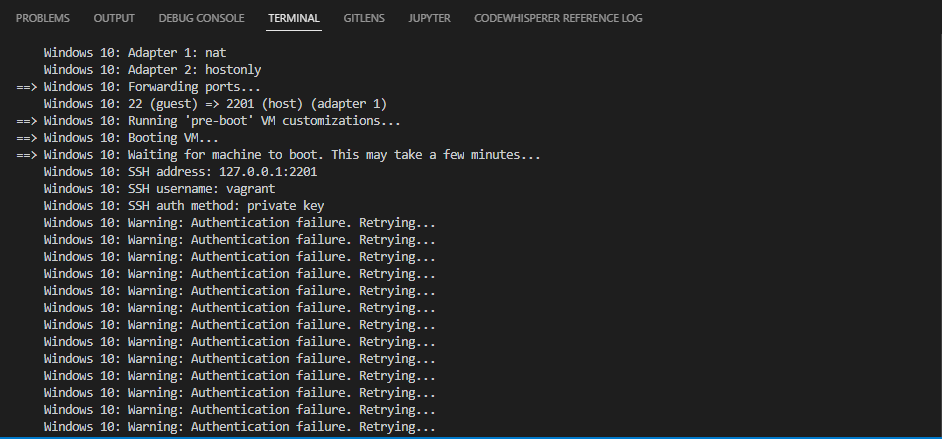 PROBLEMS OUTPUT DEBUG CONSOLE TERMINAL GITLENS JUPYTER CODEWHISPERER REFERENCE LOG
Windows 10: Adapter 1: nat
Windows 10: Adapter 2: hostonly
==> Windows 10: Forwarding ports...
Windows 10: 22 (guest) => 2201 (host) (adapter 1)
==> Windows 10: Running 'pre-boot' VM customizations...
==> Windows 10: Booting VM...
==> Windows 10: Waiting for machine to boot. This may take a few minutes...
Windows 10: SSH address: 127.0.0.1:2201
Windows 10: SSH username: vagrant
Windows 10: SSH auth method: private key
Windows 10: Warning: Authentication failure. Retrying...
Windows 10: Warning: Authentication failure. Retrying...
Windows 10: Warning: Authentication failure. Retrying...
Windows 10: Warning: Authentication failure. Retrying...
Windows 10: Warning: Authentication failure. Retrying...
Windows 10: Warning: Authentication failure. Retrying...
Windows 10: Warning: Authentication failure. Retrying...
Windows 10: Warning: Authentication failure. Retrying...
Windows 10: Warning: Authentication failure. Retrying...
Windows 10: Warning: Authentication failure. Retrying...
Windows 10: Warning: Authentication failure. Retrying...
Windows 10: Warning: Authentication failure. Retrying...
Windows 10: Warning: Authentication failure. Retrying...